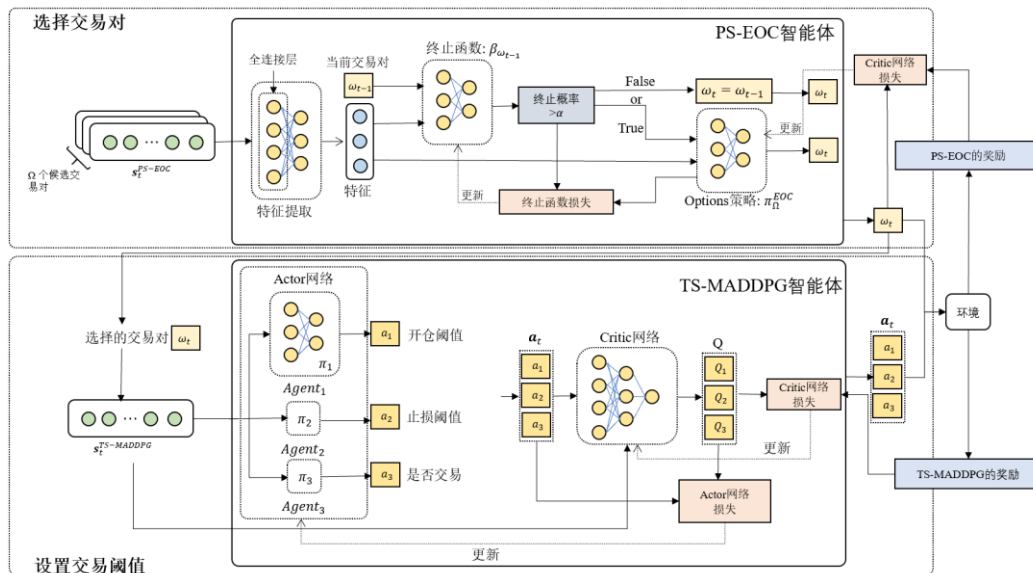 选择交易对
PS-EOC智能体
终止函数: β_{ω_{t-1}}
全连接层
当前交易对
ω_{t-1}
终止概率
>α
False
or
True
ω_t = ω_{t-1}
ω_t
ω_t
Critic网络
损失
更新
PS-EOC的奖励
Ω 个候选交
易对
s_t^{PS-EOC}
特征提取
特征
更新
终止函数损失
Options策略: π_Ω^{EOC}
ω_t
设置交易阈值
TS-MADDPG智能体
选择的交易对
ω_t
s_t^{TS-MADDPG}
Actor网络
π_1
Agent_1
a_1
开仓阈值
π_2
Agent_2
a_2
止损阈值
π_3
Agent_3
a_3
是否交易
a_t
a_1
a_2
a_3
Critic网络
Q
Q_1
Q_2
Q_3
Critic网络
损失
更新
Actor网络
损失
更新
a_t
a_1
a_2
a_3
环境
TS-MADDPG的奖励